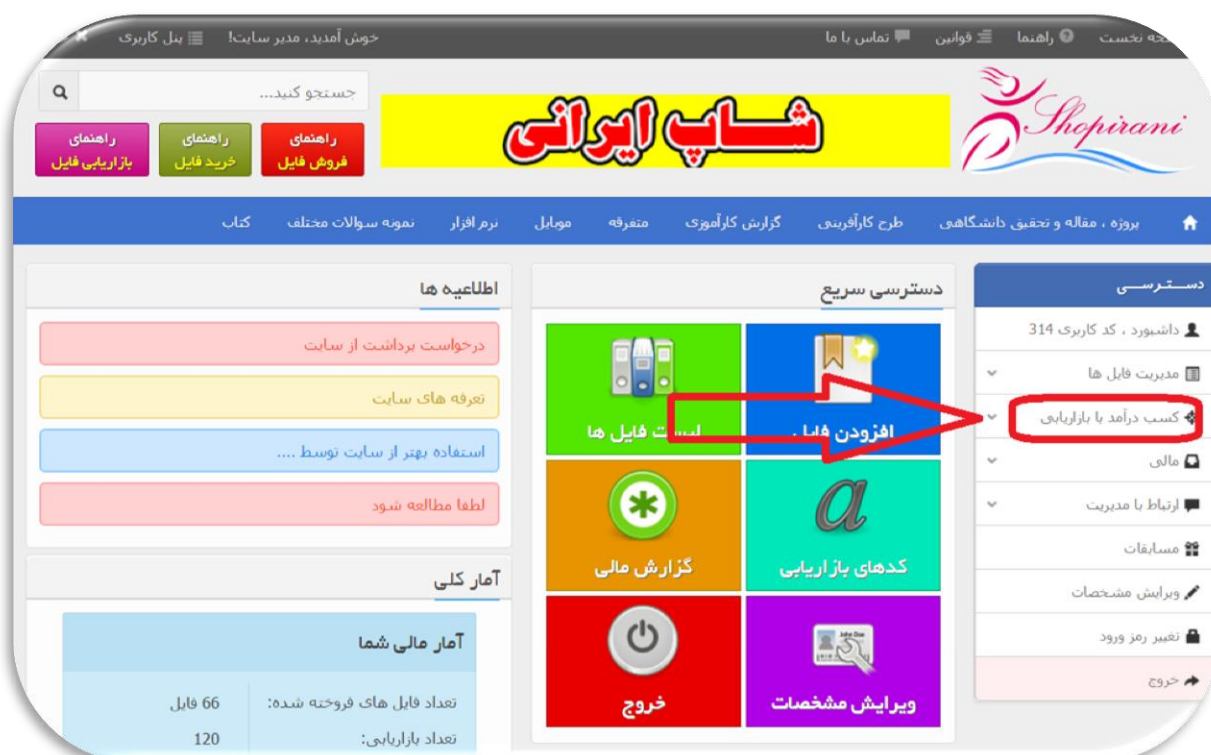 نخست
راهنما
قوانین
تماس با ما
خوش آمدید، مدیر سایت!
پنل کاربری
Shopirani
شاپ ایرانی
جستجو کنید...
راهنمای
فروش فایل
راهنمای
خرید فایل
راهنمای
بازاریابی فایل
پروژه ، مقاله و تحقیق دانشگاهی
طرح کارآفرینی
گزارش کارآموزی
متفرقه
موبایل
نرم افزار
نمونه سوالات مختلف
کتاب
دســتـرســی
داشبورد ، کد کاربری 314
مدیریت فایل ها
کسب درآمد با بازاریابی
مالی
ارتباط با مدیریت
مسابقات
ویرایش مشخصات
تغییر رمز ورود
خروج
دسترسی سریع
افزودن فایل
لیست فایل ها
کدهای بازاریابی
گزارش مالی
John Doe
ویرایش مشخصات
خروج
اطلاعیه ها
درخواست برداشت از سایت
تعرفه های سایت
استفاده بهتر از سایت توسط ....
لطفا مطالعه شود
آمار کلی
آمار مالی شما
تعداد فایل های فروخته شده: 66 فایل
تعداد بازاریابی: 120